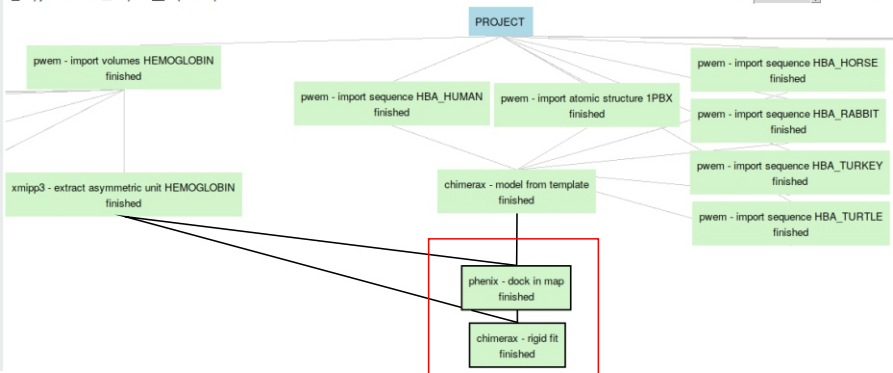 PROJECT
pwem - import volumes HEMOGLOBIN
finished
pwem - import sequence HBA_HUMAN
finished
pwem - import atomic structure 1PBX
finished
pwem - import sequence HBA_HORSE
finished
pwem - import sequence HBA_RABBIT
finished
pwem - import sequence HBA_TURKEY
finished
pwem - import sequence HBA_TURTLE
finished
xmipp3 - extract asymmetric unit HEMOGLOBIN
finished
chimerax - model from template
finished
phenix - dock in map
finished
chimerax - rigid fit
finished